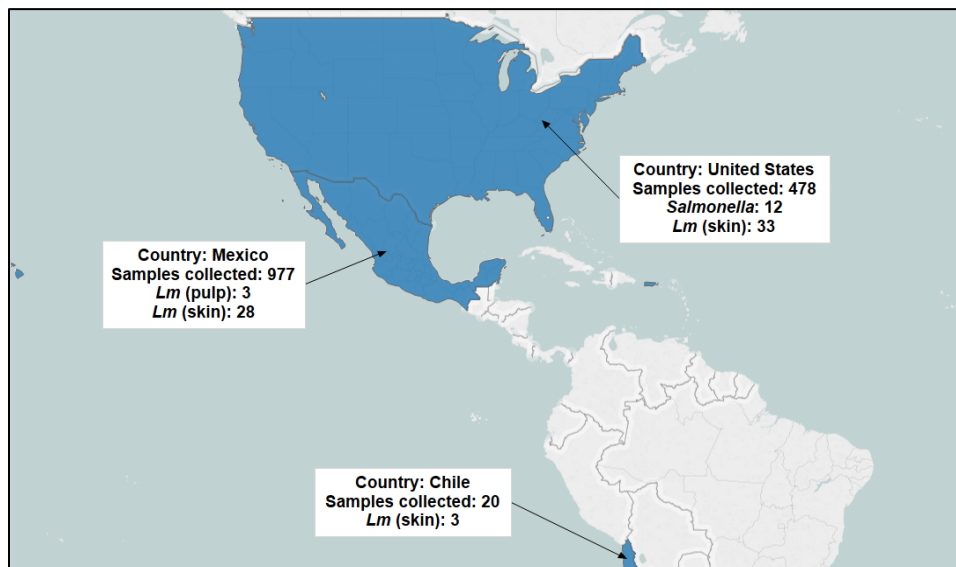 Country: United States
Samples collected: 478
Salmonella: 12
Lm (skin): 33
Country: Mexico
Samples collected: 977
Lm (pulp): 3
Lm (skin): 28
Country: Chile
Samples collected: 20
Lm (skin): 3